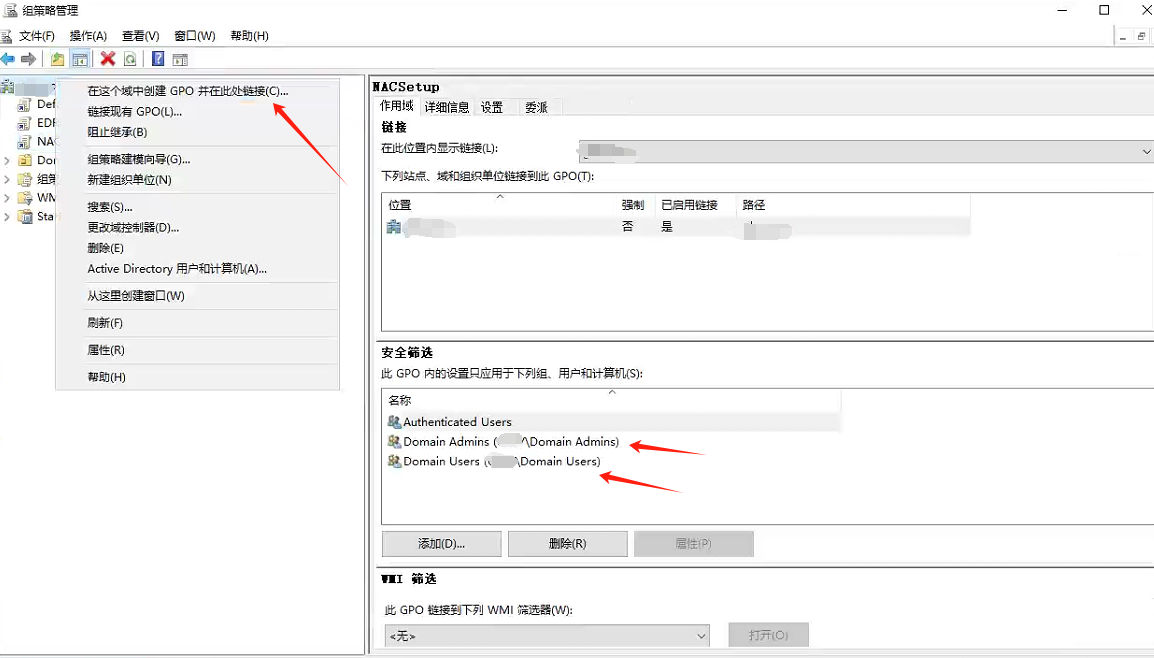 组策略管理
文件(F) 操作(A) 查看(V) 窗口(W) 帮助(H)
Def
EDR
NAC
Dom
组策
WM
Sta
在这个域中创建 GPO 并在此处链接(C)...
链接现有 GPO(L)...
阻止继承(B)
组策略建模向导(G)...
新建组织单位(N)
搜索(S)...
更改域控制器(D)...
删除(E)
Active Directory 用户和计算机(A)...
从这里创建窗口(W)
刷新(F)
属性(R)
帮助(H)
NACSetup
作用域 详细信息 设置 委派
链接
在此位置内显示链接(L):
下列站点、域和组织单位链接到此 GPO(T):
位置 强制 已启用链接 路径
否 是
安全筛选
此 GPO 内的设置只应用于下列组、用户和计算机(S):
名称
Authenticated Users
Domain Admins ( \Domain Admins)
Domain Users ( \Domain Users)
添加(D)... 删除(R) 属性(P)
WMI 筛选
此 GPO 链接到下列 WMI 筛选器(W):
<无> 打开(O)